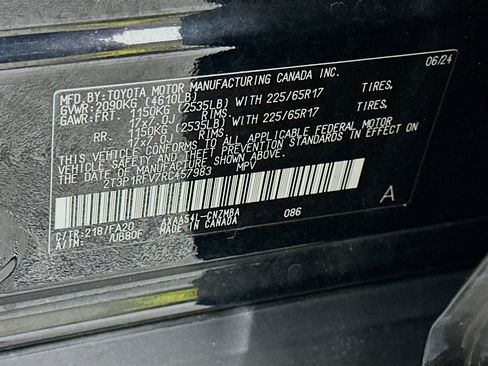 MFD.BY:TOYOTA MOTOR MANUFACTURING CANADA INC. 06/24
GVWR:2090KG (4610LB)
GAWR:FRT. 1150KG (2535LB) WITH 225/65R17 TIRES,
17x7.0J RIMS
RR. 1150KG (2535LB) WITH 225/65R17 TIRES,
17x7.0J RIMS
THIS VEHICLE CONFORMS TO ALL APPLICABLE FEDERAL MOTOR
VEHICLE SAFETY AND THEFT PREVENTION STANDARDS IN EFFECT ON
THE DATE OF MANUFACTURE SHOWN ABOVE.
2T3P1RFV7RC457983 MPV
A
C/TR:218/FA20 AXAA54L-CNZMBA 086
A/TM: /UB80F MADE IN CANADA